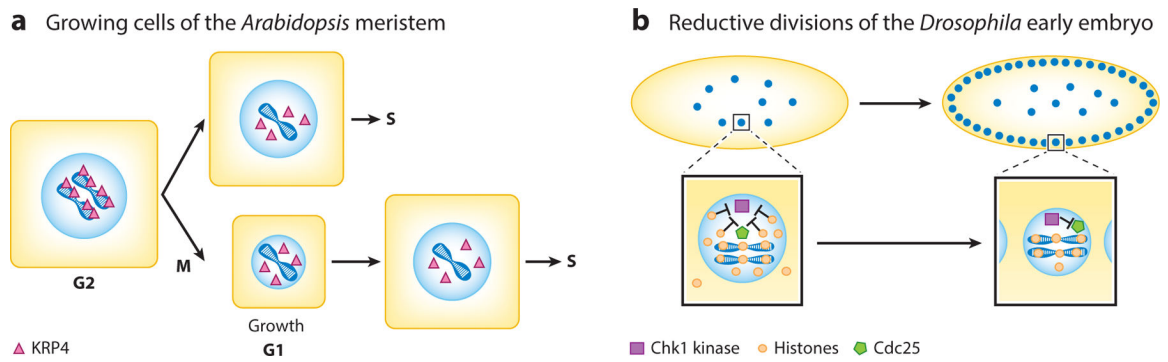 a Growing cells of the Arabidopsis meristem
S
G2
M
S
Growth
G1
KRP4
b Reductive divisions of the Drosophila early embryo
Chk1 kinase Histones Cdc25